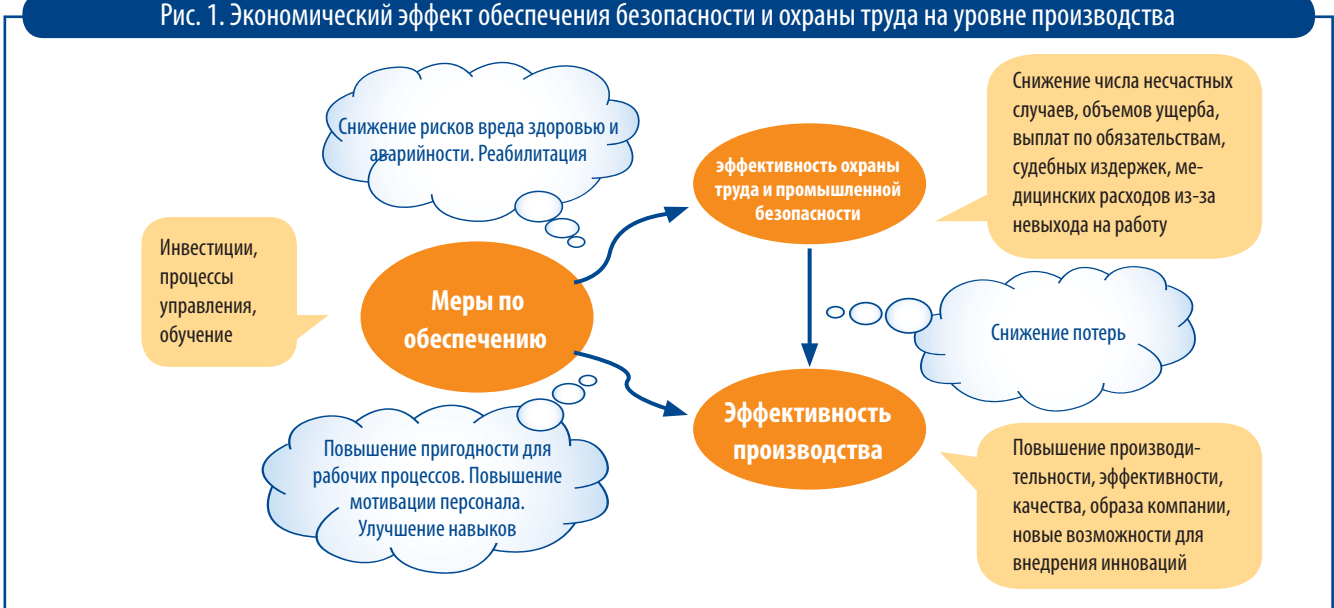 Рис. 1. Экономический эффект обеспечения безопасности и охраны труда на уровне производства
Снижение рисков вреда здоровью и
аварийности. Реабилитация
эффективность охраны
труда и промышленной
безопасности
Снижение числа несчастных
случаев, объемов ущерба,
выплат по обязательствам,
судебных издержек, ме-
дицинских расходов из-за
невыхода на работу
Инвестиции,
процессы
управления,
обучение
Меры по
обеспечению
Снижение потерь
Эффективность
производства
Повышение пригодности для
рабочих процессов. Повышение
мотивации персонала.
Улучшение навыков
Повышение производи-
тельности, эффективности,
качества, образа компании,
новые возможности для
внедрения инноваций